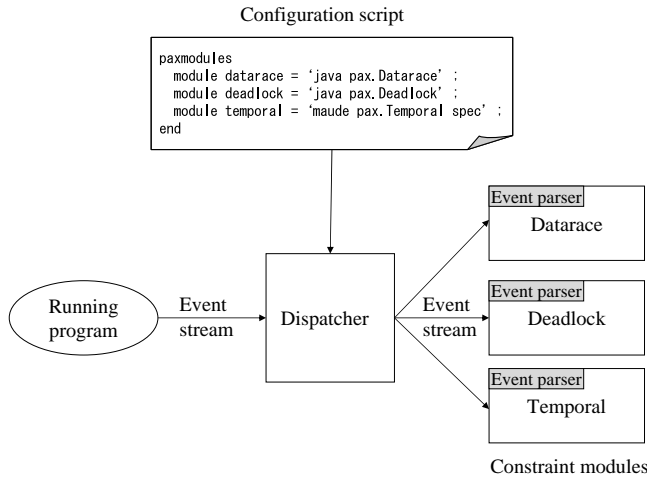 Configuration script
paxmodules
module datarace = ‘java pax.Datarace’ ;
module deadlock = ‘java pax.Deadlock’ ;
module temporal = ‘maude pax.Temporal spec’ ;
end
Event parser
Datarace
Running
program
Event
stream
Dispatcher
Event
stream
Event parser
Deadlock
Event parser
Temporal
Constraint modules